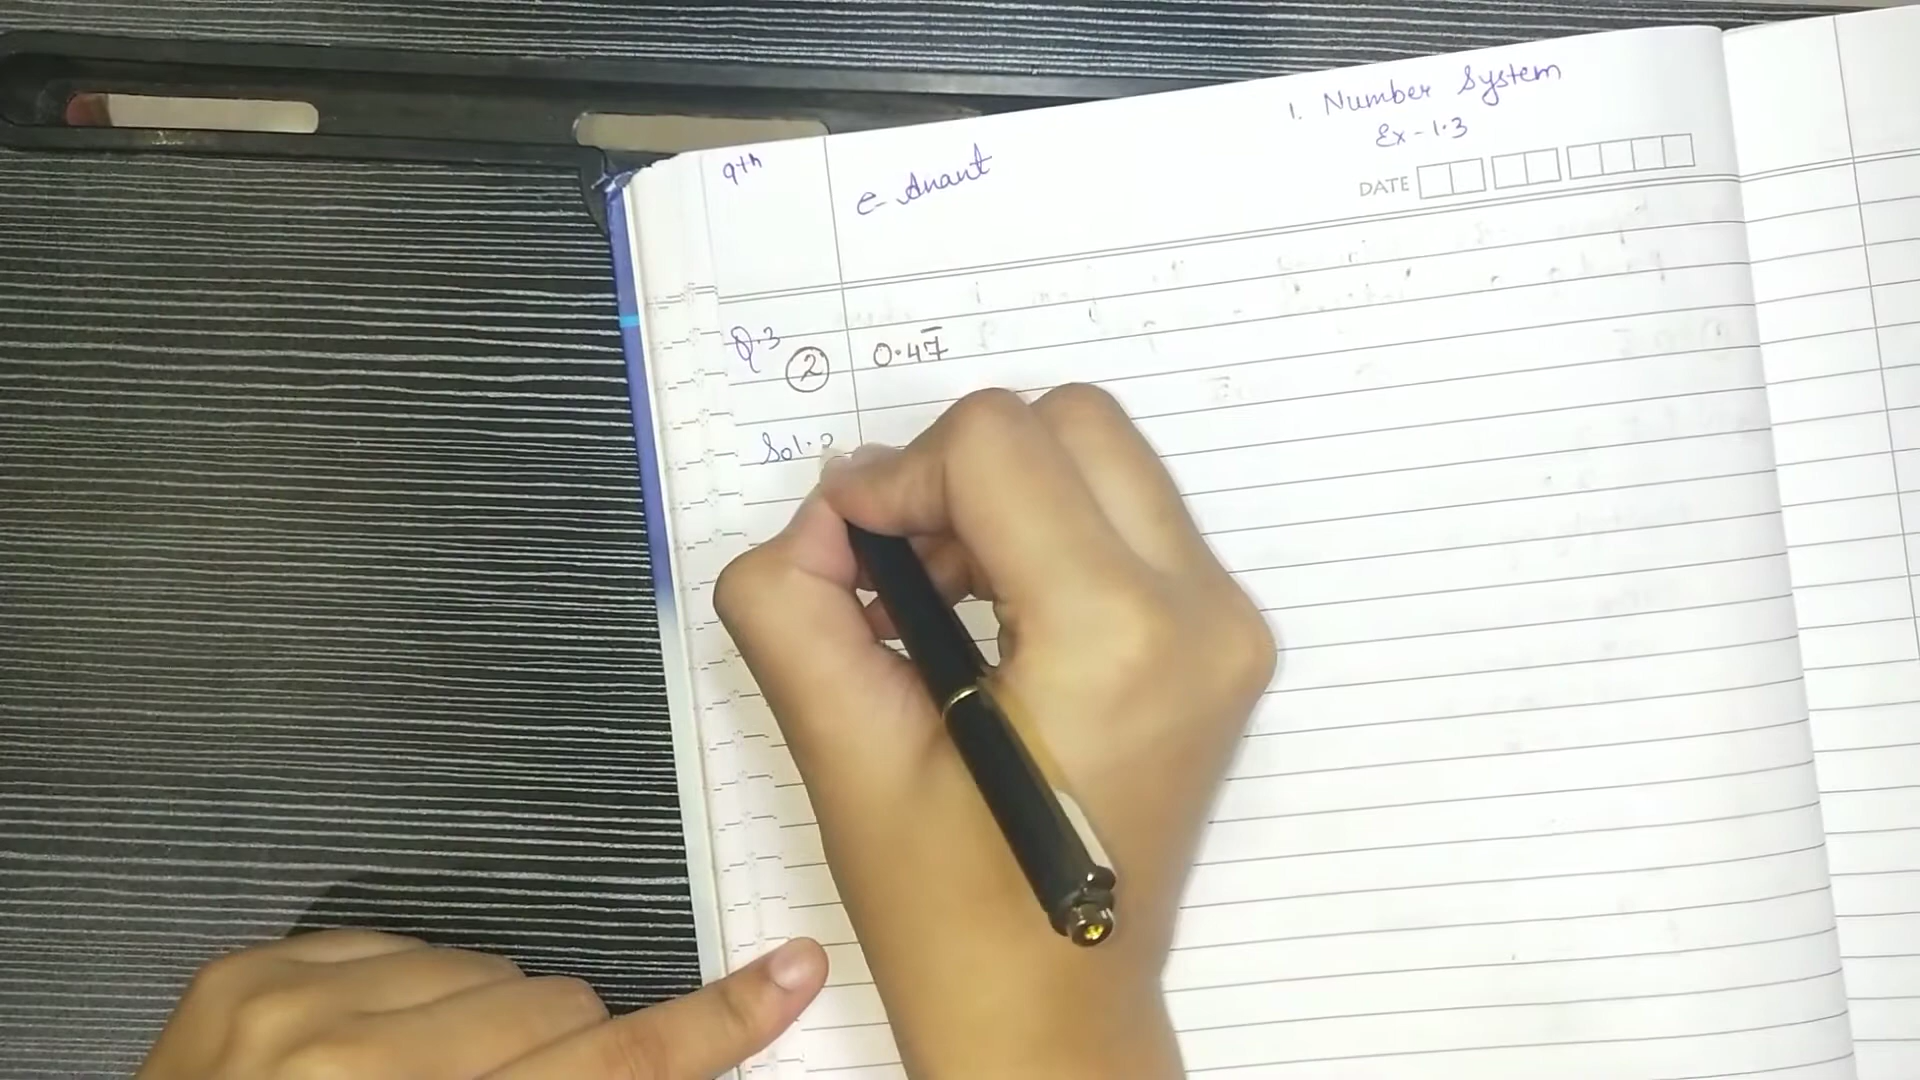 1. Number System
Ex-1.3
9th
e-Anant
DATE
Q.3
② 0.47̅
Sol.2